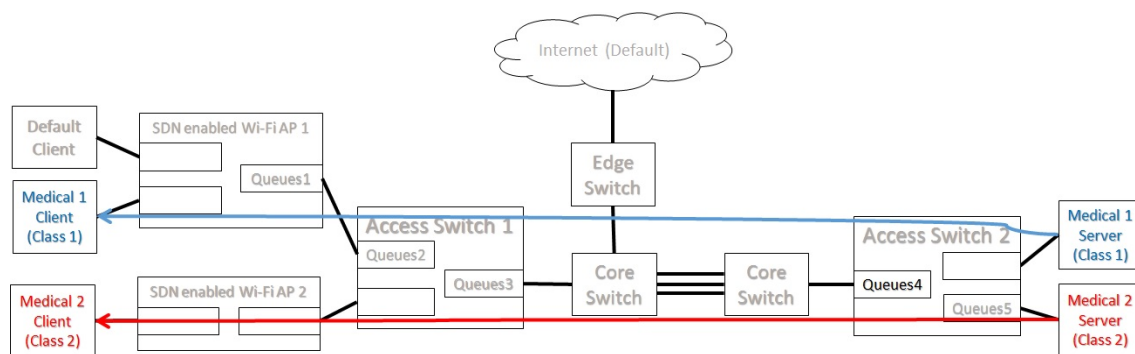 Internet (Default)
Default
Client
SDN enabled Wi-Fi AP 1
Queues1
Edge
Switch
Medical 1
Client
(Class 1)
Access Switch 1
Queues2
Queues3
Core
Switch
Core
Switch
Access Switch 2
Queues4
Queues5
Medical 1
Server
(Class 1)
SDN enabled Wi-Fi AP 2
Medical 2
Client
(Class 2)
Medical 2
Server
(Class 2)